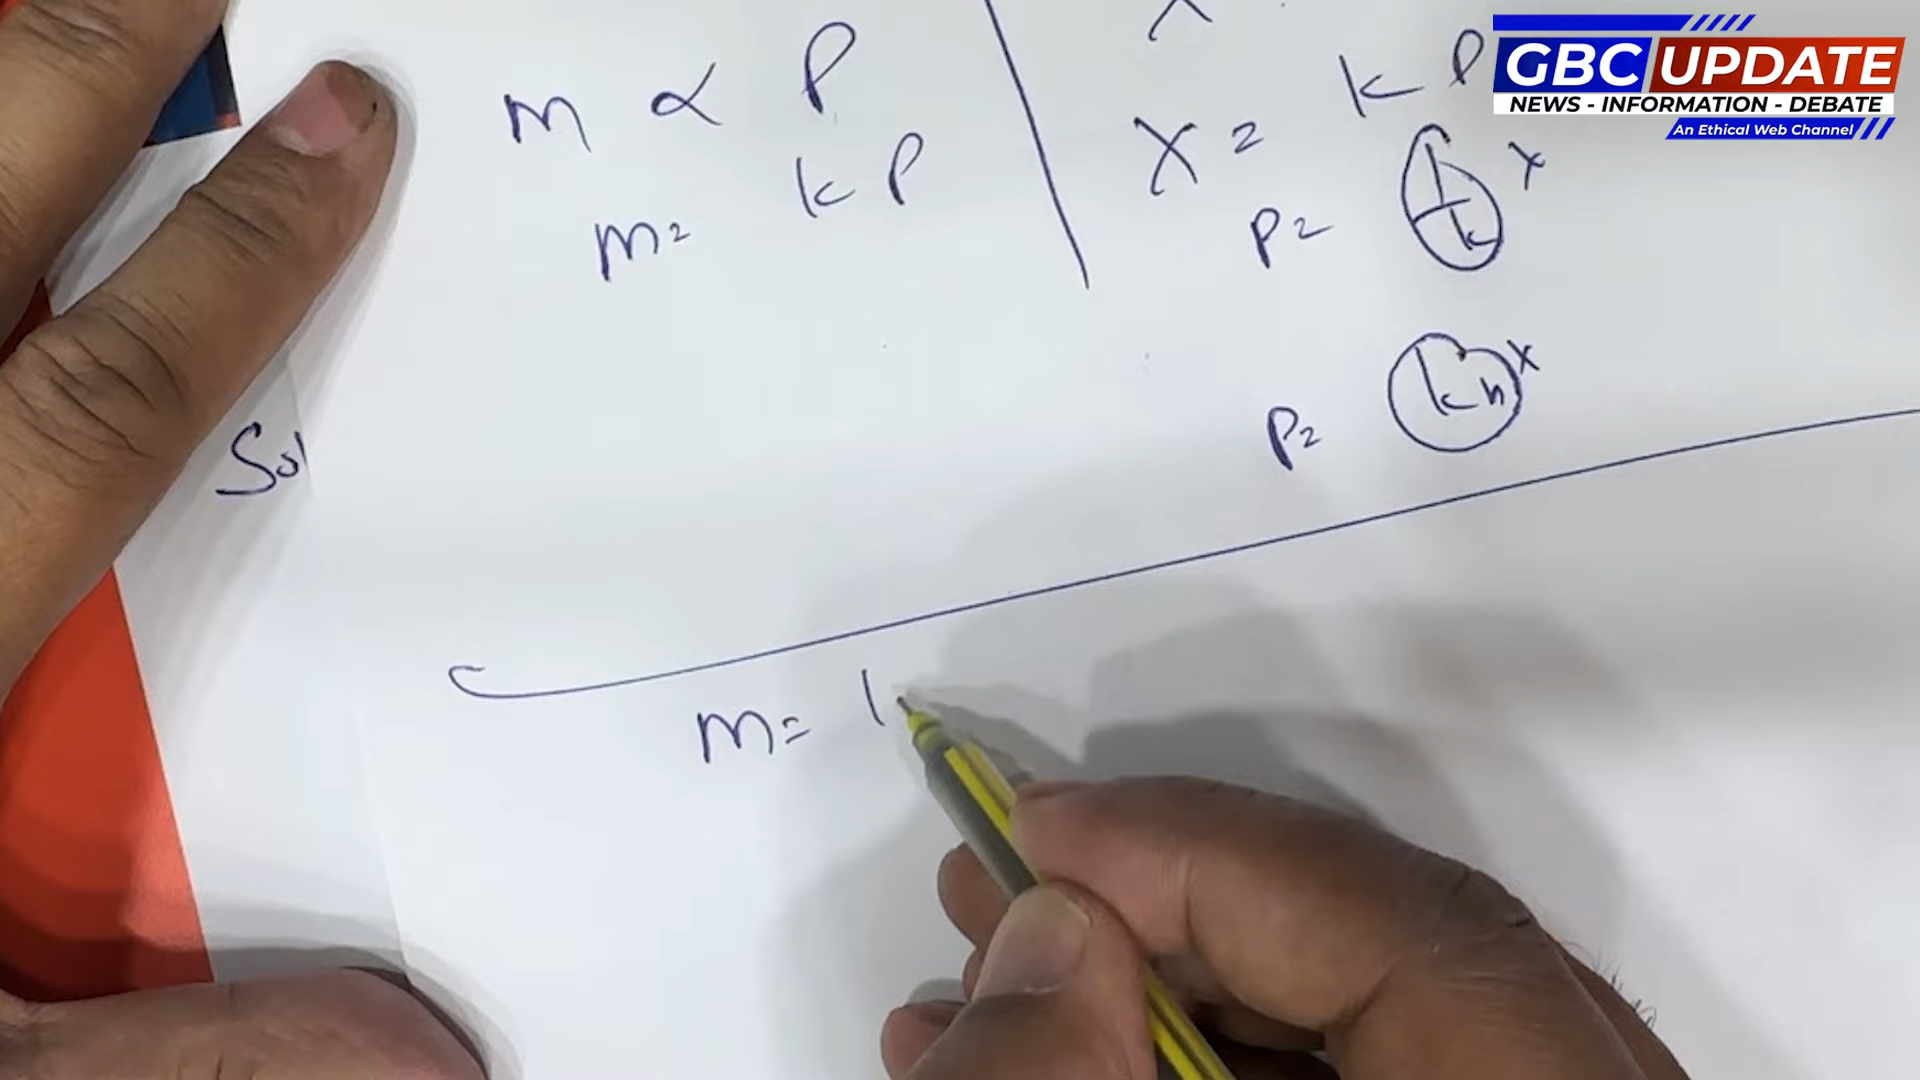 m ∝ P
m = kP
X = kP
P = 1/k X
P = kh X
Sol
m = 1
GBC UPDATE
NEWS - INFORMATION - DEBATE
An Ethical Web Channel